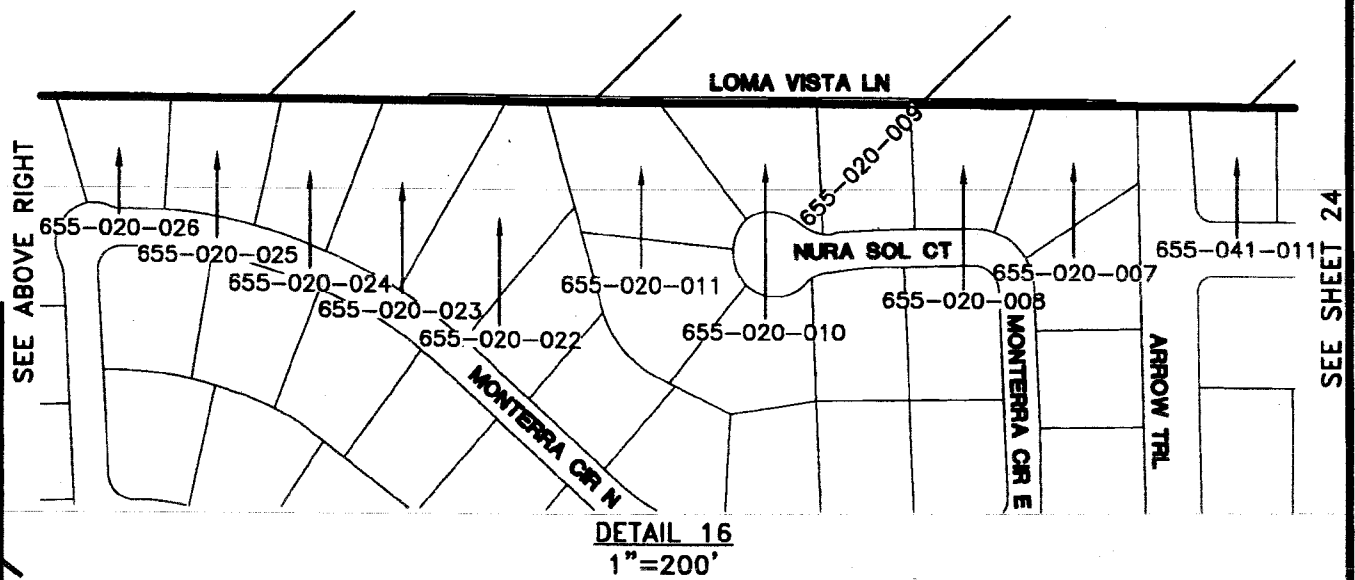 LOMA VISTA LN
SEE ABOVE RIGHT
655-020-026
655-020-025
655-020-024
655-020-023
655-020-022
655-020-011
655-020-010
655-020-009
NURA SOL CT
655-020-008
655-020-007
655-041-011
SEE SHEET 24
MONTERRA CIR N
MONTERRA CIR E
ARROW TRL
DETAIL 16
1"=200'